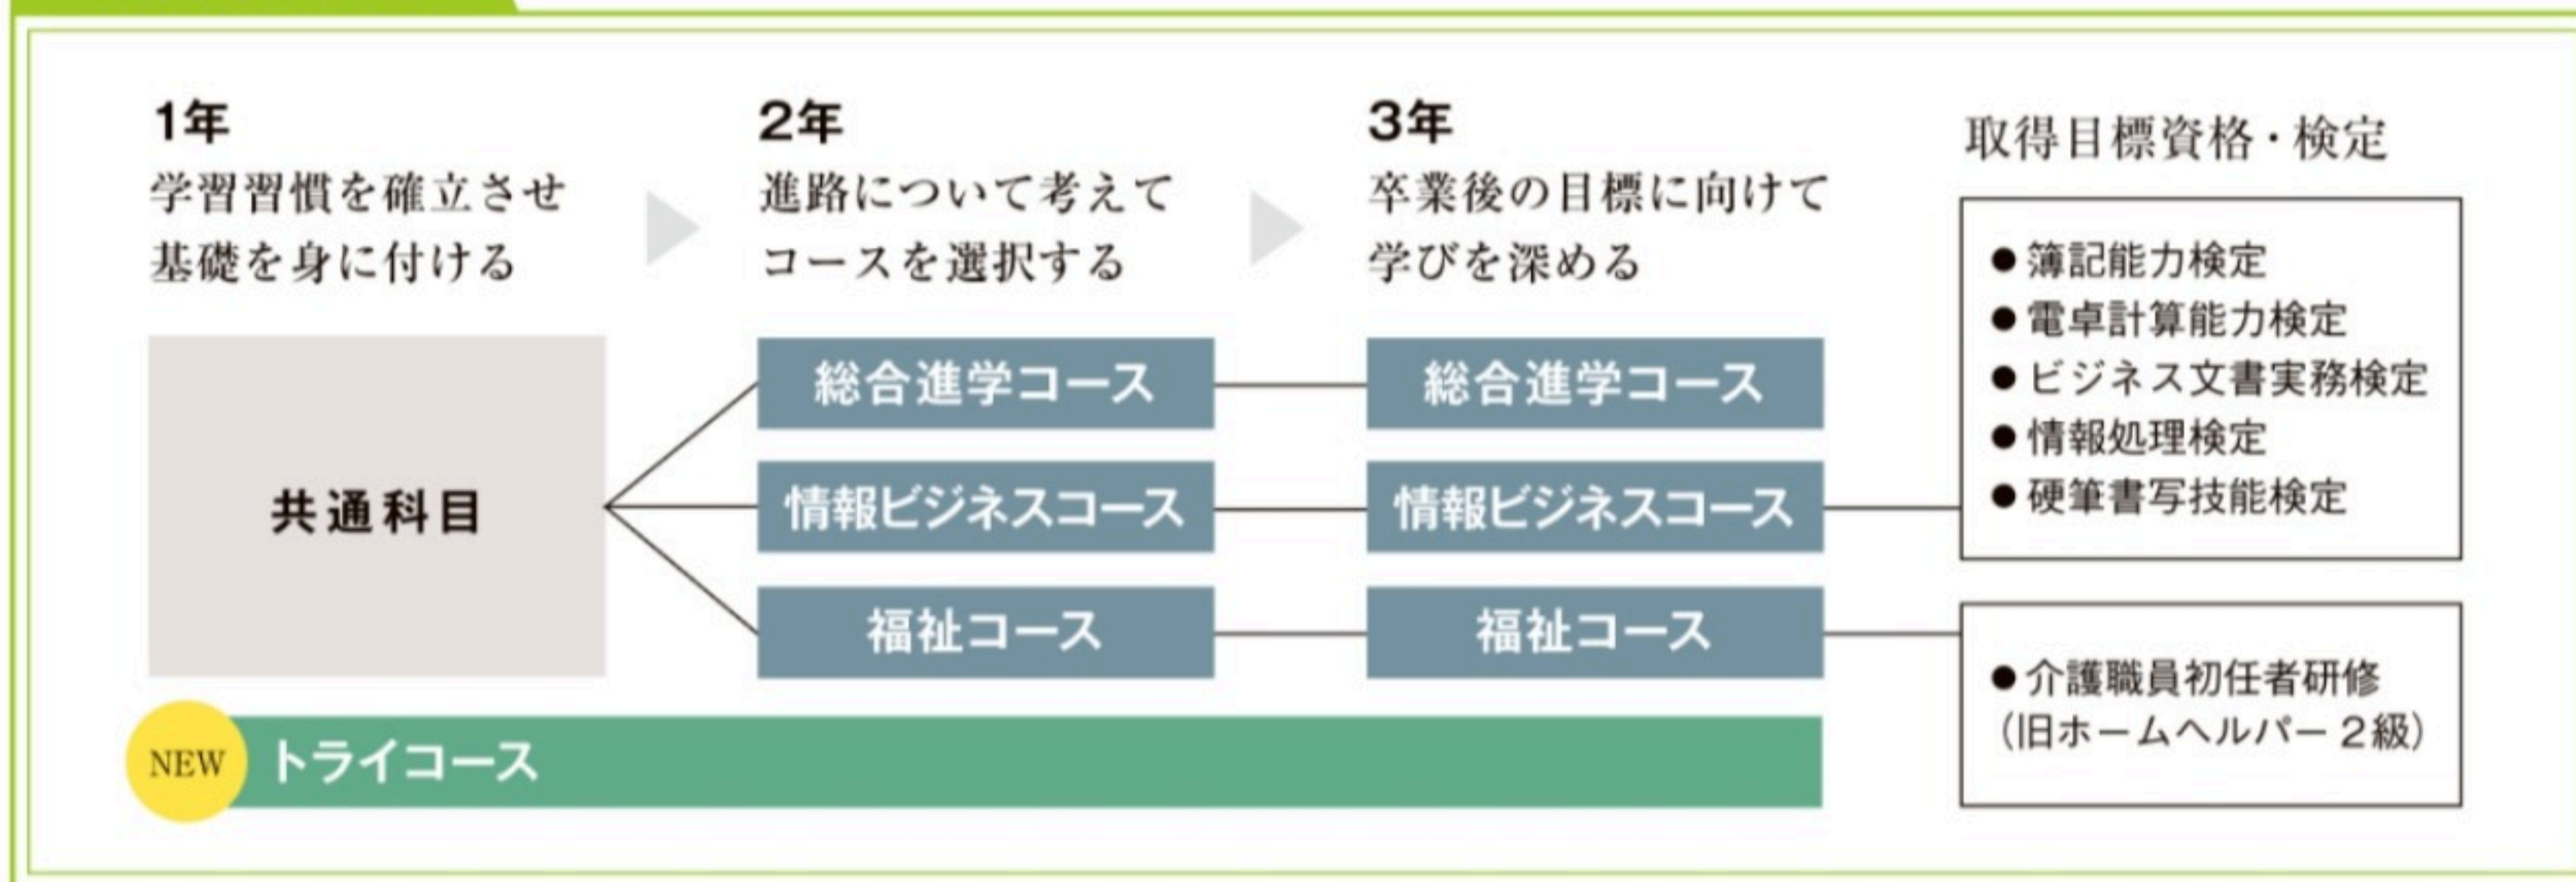 1年
学習習慣を確立させ
基礎を身に付ける
2年
進路について考えて
コースを選択する
3年
卒業後の目標に向けて
学びを深める
取得目標資格・検定
共通科目
総合進学コース
情報ビジネスコース
福祉コース
総合進学コース
情報ビジネスコース
福祉コース
●簿記能力検定
●電卓計算能力検定
●ビジネス文書実務検定
●情報処理検定
●硬筆書写技能検定
●介護職員初任者研修
（旧ホームヘルパー2級）
NEW
トライコース